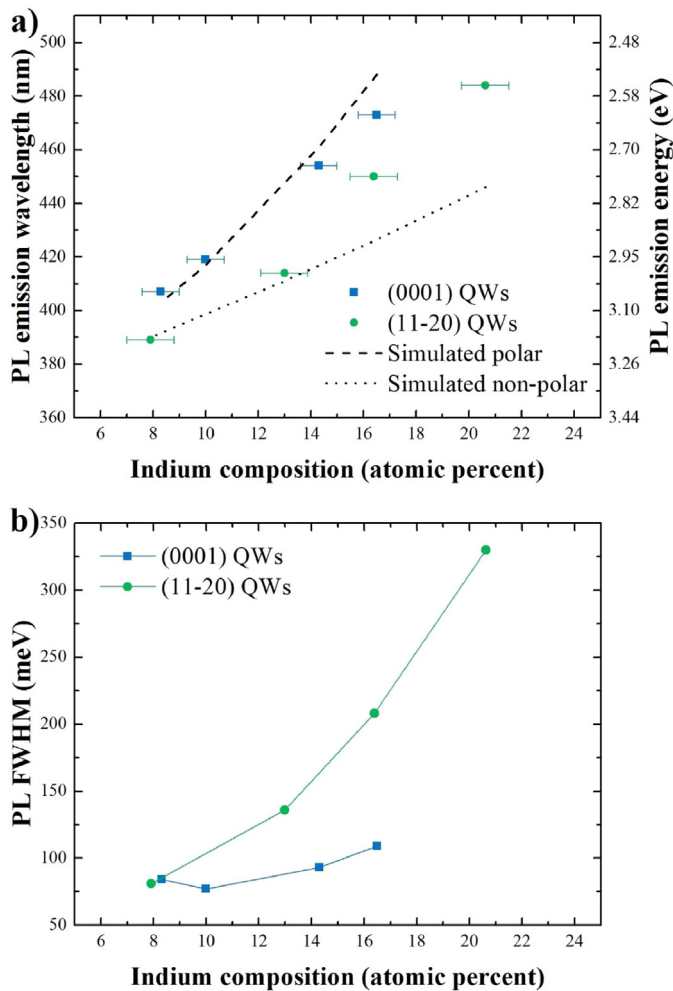 a)
PL emission wavelength (nm)
500
480
460
440
420
400
380
360
2.48
2.58
2.70
2.82
2.95
3.10
3.26
3.44
PL emission energy (eV)
(0001) QWs
(11-20) QWs
Simulated polar
Simulated non-polar
6 8 10 12 14 16 18 20 22 24
Indium composition (atomic percent)
b)
PL FWHM (meV)
350
300
250
200
150
100
50
(0001) QWs
(11-20) QWs
6 8 10 12 14 16 18 20 22 24
Indium composition (atomic percent)